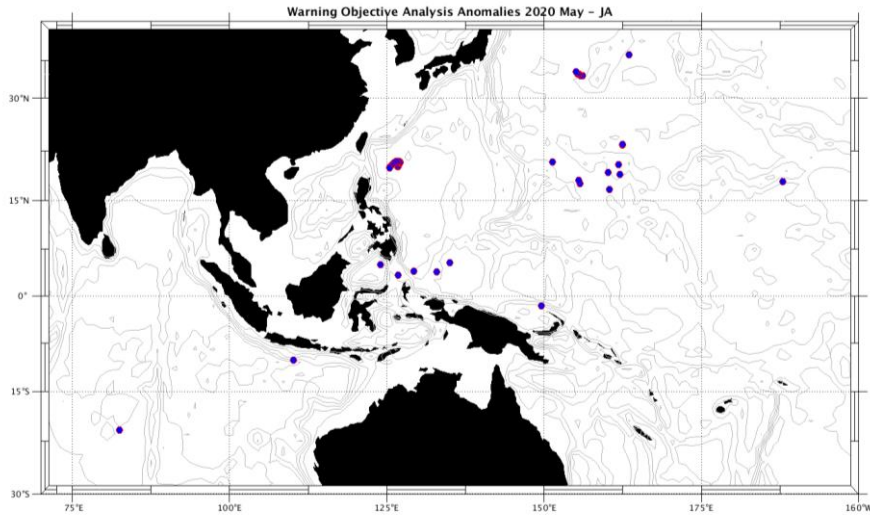 Warning Objective Analysis Anomalies 2020 May – JA
30°N
15°N
0°
15°S
30°S
75°E 100°E 125°E 150°E 175°E 160°W